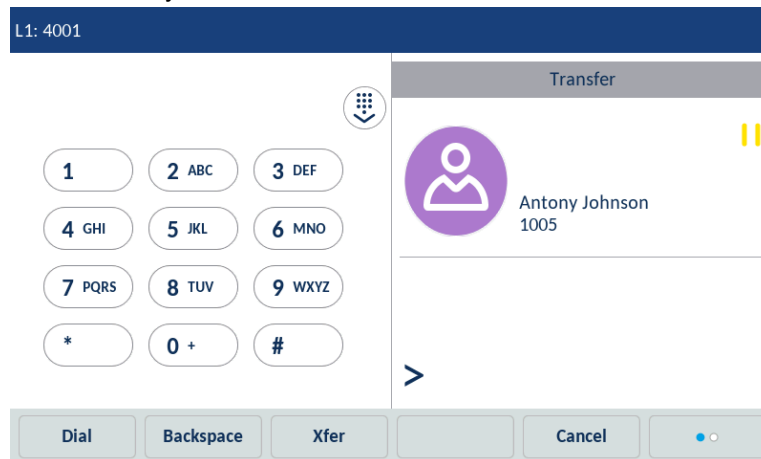 L1: 4001
Transfer
1
2 ABC
3 DEF
4 GHI
5 JKL
6 MNO
7 PQRS
8 TUV
9 WXYZ
*
0 +
#
Antony Johnson
1005
>
Dial
Backspace
Xfer
Cancel